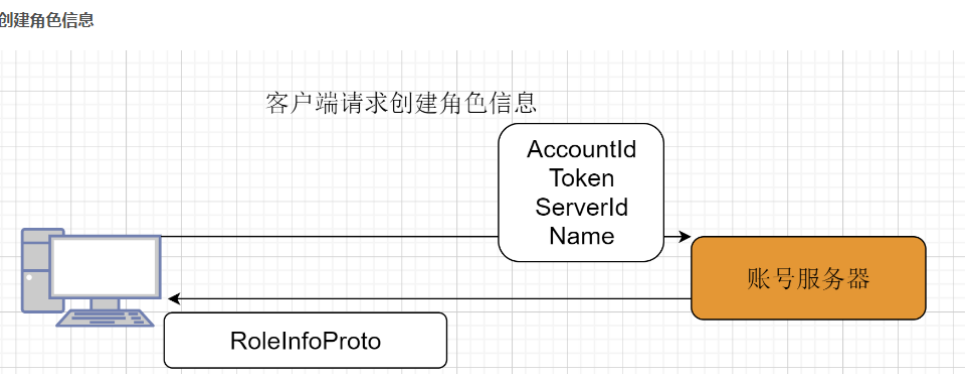 创建角色信息
客户端请求创建角色信息
AccountId
Token
ServerId
Name
账号服务器
RoleInfoProto